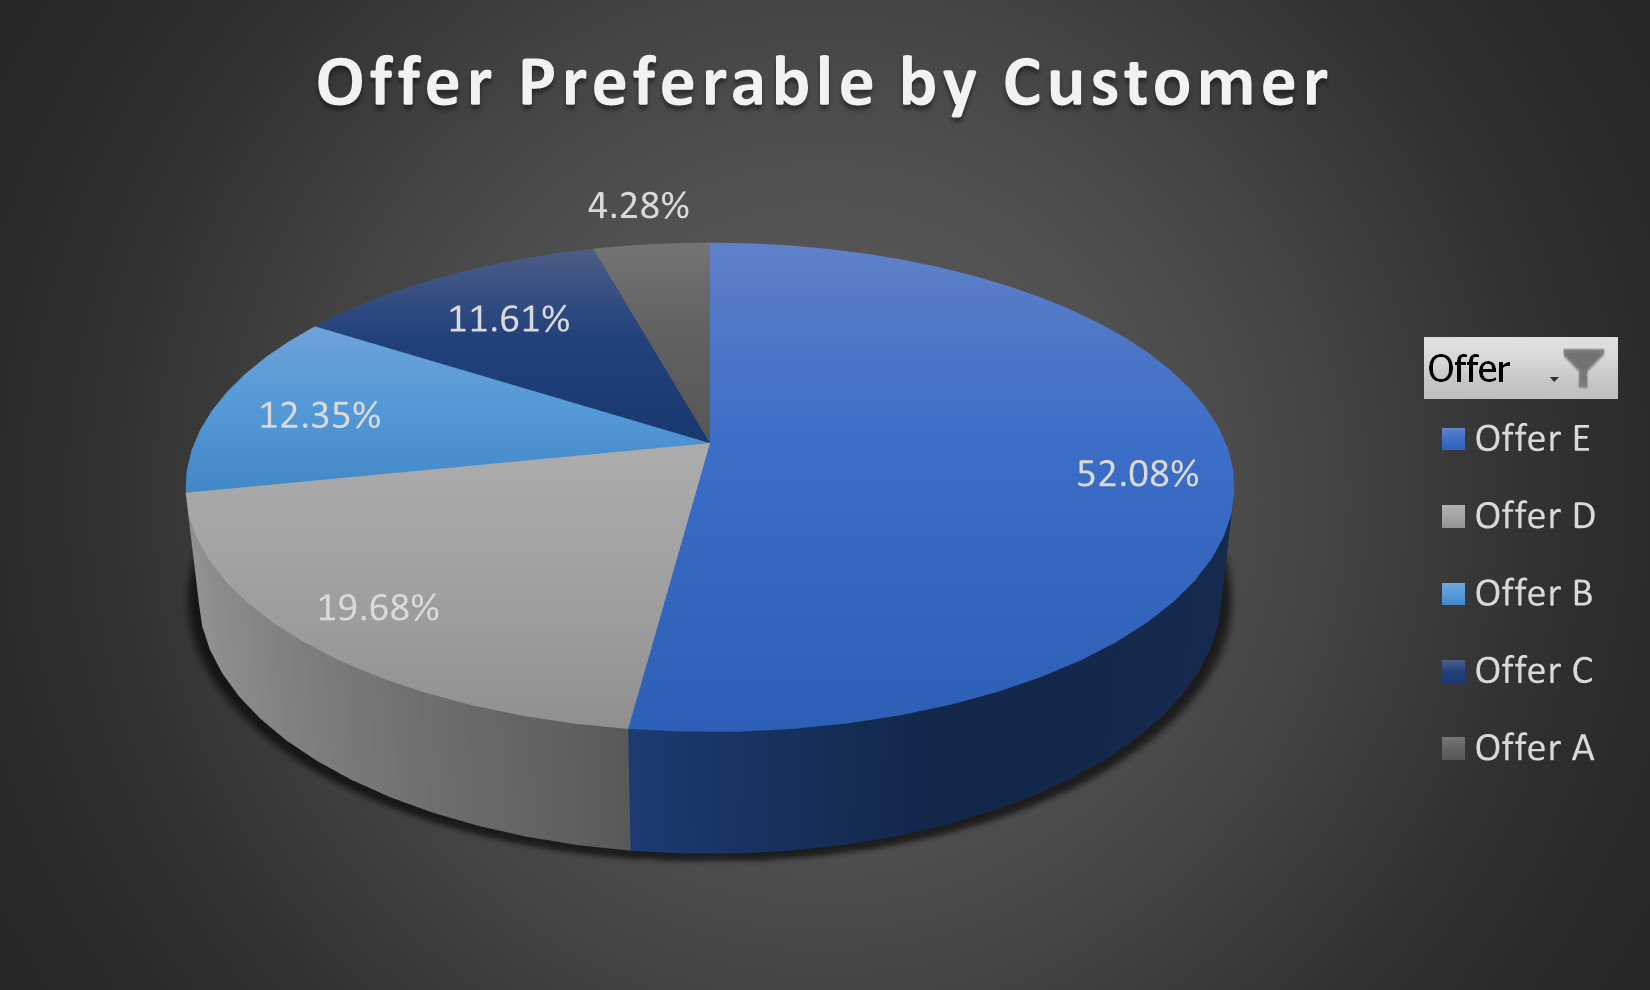 Offer Preferable by Customer
4.28%
11.61%
12.35%
52.08%
19.68%
Offer
Offer E
Offer D
Offer B
Offer C
Offer A